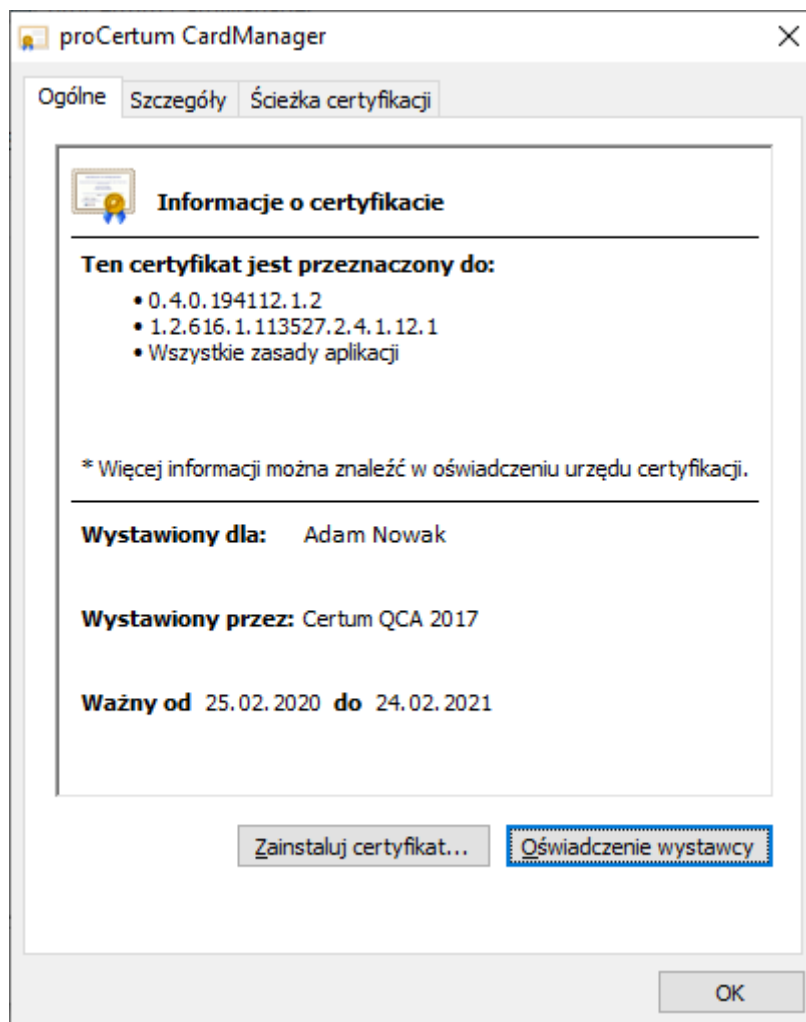 proCertum CardManager
Ogólne Szczegóły Ścieżka certyfikacji
Informacje o certyfikacie
Ten certyfikat jest przeznaczony do:
• 0.4.0.194112.1.2
• 1.2.616.1.113527.2.4.1.12.1
• Wszystkie zasady aplikacji
* Więcej informacji można znaleźć w oświadczeniu urzędu certyfikacji.
Wystawiony dla: Adam Nowak
Wystawiony przez: Certum QCA 2017
Ważny od 25.02.2020 do 24.02.2021
Zainstaluj certyfikat... Oświadczenie wystawcy
OK